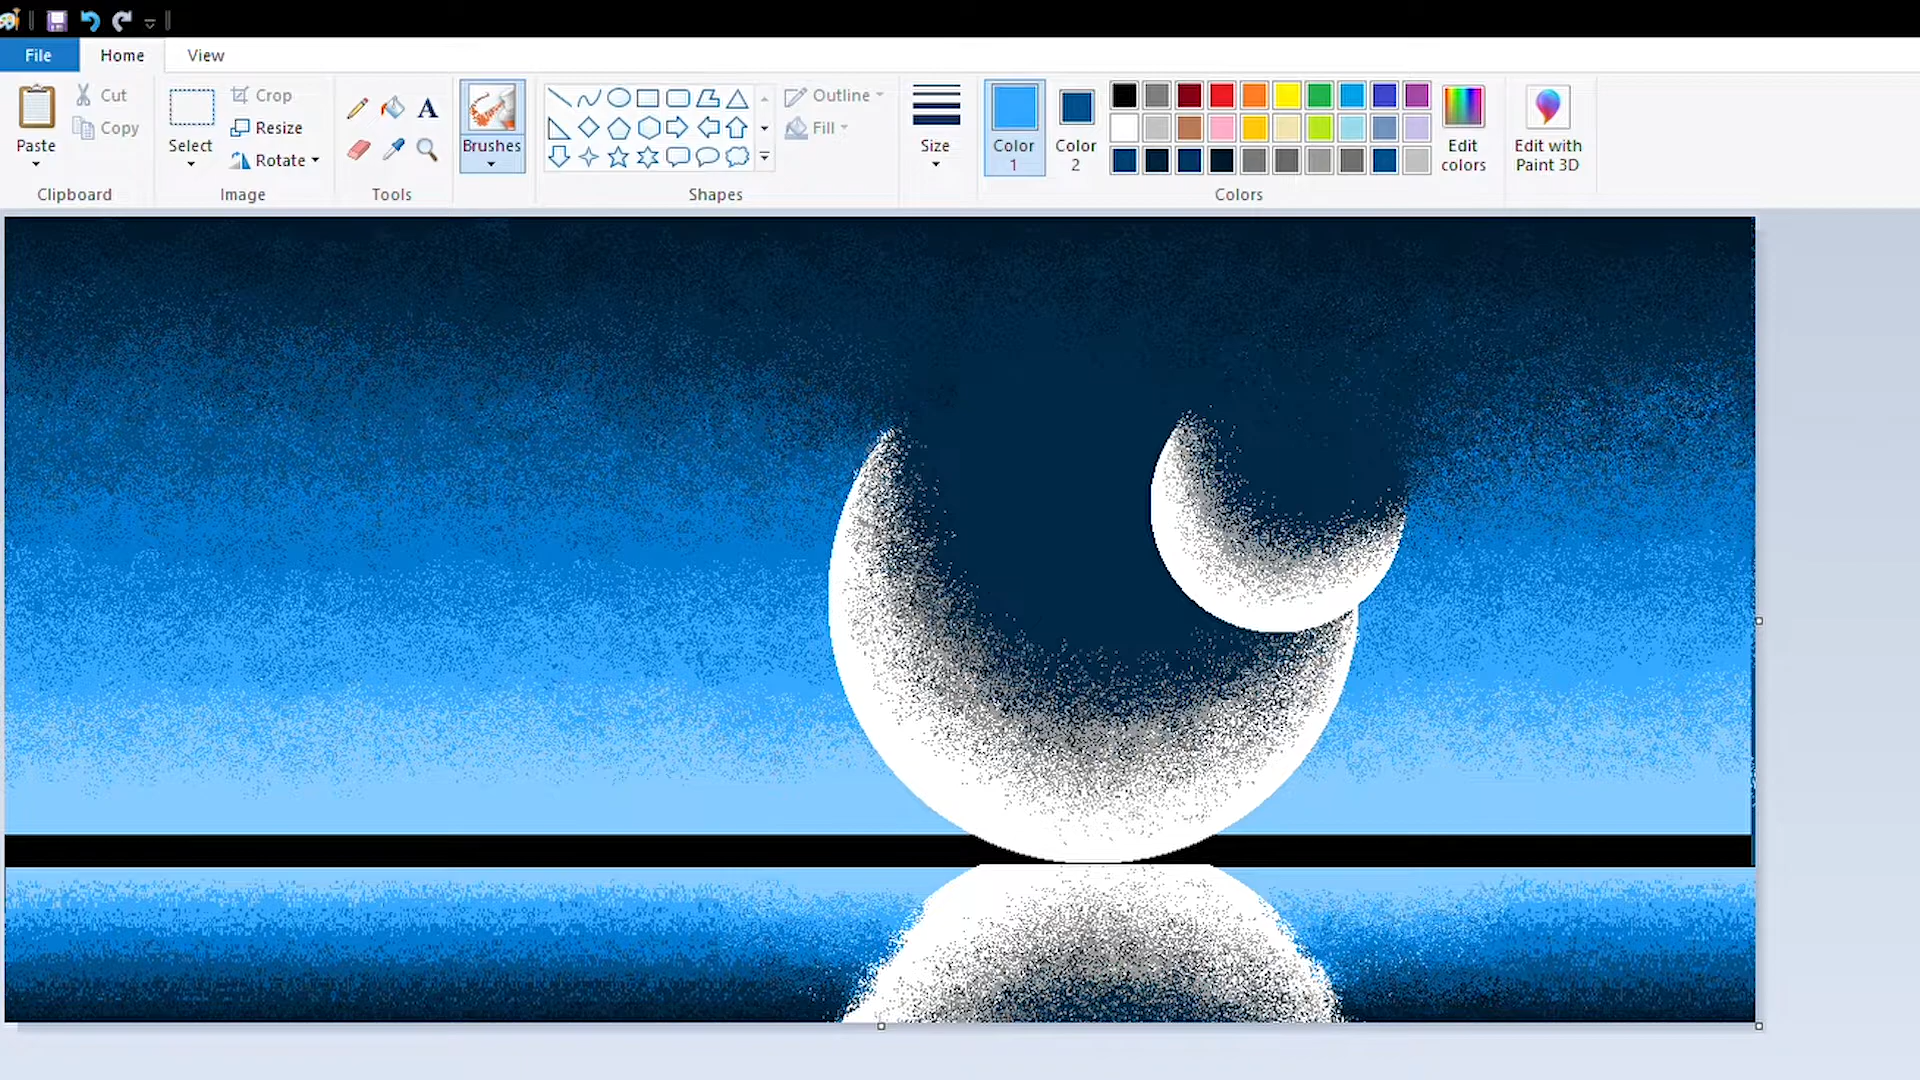 File Home View
Paste
Cut
Copy
Clipboard
Select
Crop
Resize
Rotate
Image
A
Tools
Brushes
Shapes
Outline
Fill
Size
Color
1
Color
2
Colors
Edit
colors
Edit with
Paint 3D